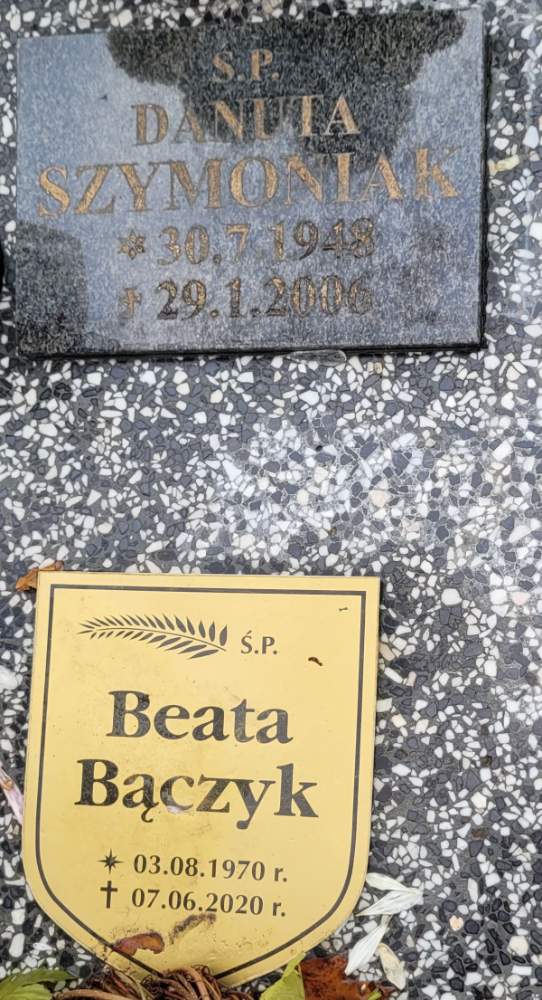 Ś.P.
DANUTA
SZYMONIAK
* 30.7.1948
✝ 29.1.2006
Ś.P.
Beata
Bączyk
* 03.08.1970 r.
✝ 07.06.2020 r.